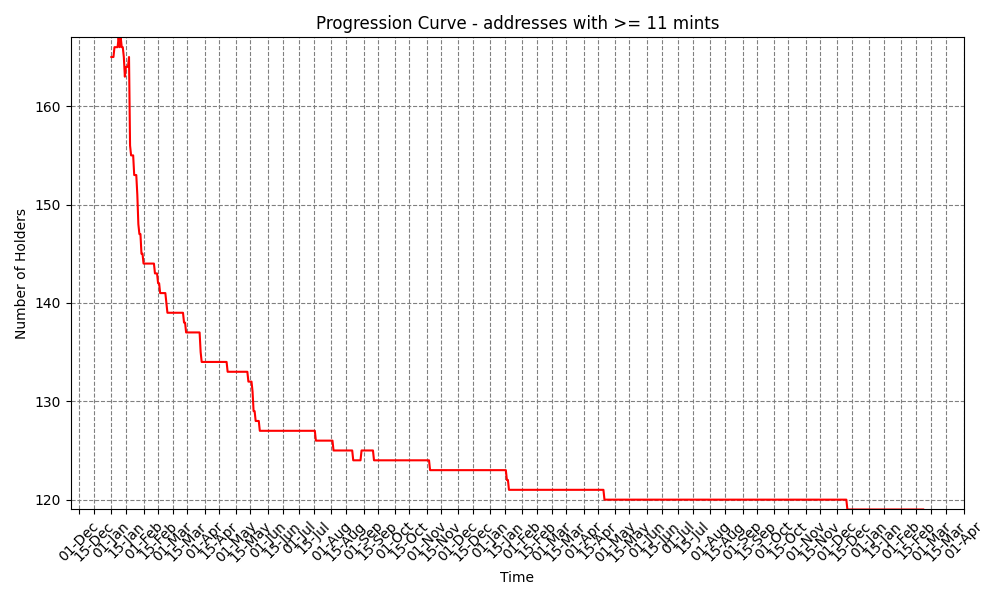 Progression Curve - addresses with >= 11 mints
Number of Holders
160
150
140
130
120
01-Dec
15-Dec
01-Jan
15-Jan
01-Feb
15-Feb
01-Mar
15-Mar
01-Apr
15-Apr
01-May
15-May
01-Jun
15-Jun
01-Jul
15-Jul
01-Aug
15-Aug
01-Sep
15-Sep
01-Oct
15-Oct
01-Nov
15-Nov
01-Dec
15-Dec
01-Jan
15-Jan
01-Feb
15-Feb
01-Mar
15-Mar
01-Apr
15-Apr
01-May
15-May
01-Jun
15-Jun
01-Jul
15-Jul
01-Aug
15-Aug
01-Sep
15-Sep
01-Oct
15-Oct
01-Nov
15-Nov
01-Dec
15-Dec
01-Jan
15-Jan
01-Feb
15-Feb
01-Mar
15-Mar
01-Apr
Time